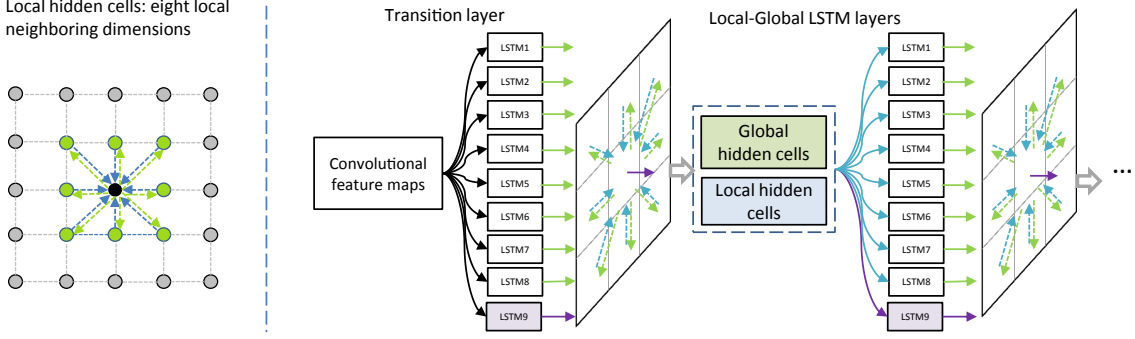 Local hidden cells: eight local
neighboring dimensions
Transition layer
Local-Global LSTM layers
Convolutional
feature maps
LSTM1
LSTM2
LSTM3
LSTM4
LSTM5
LSTM6
LSTM7
LSTM8
LSTM9
Global
hidden cells
Local hidden
cells
LSTM1
LSTM2
LSTM3
LSTM4
LSTM5
LSTM6
LSTM7
LSTM8
LSTM9
...